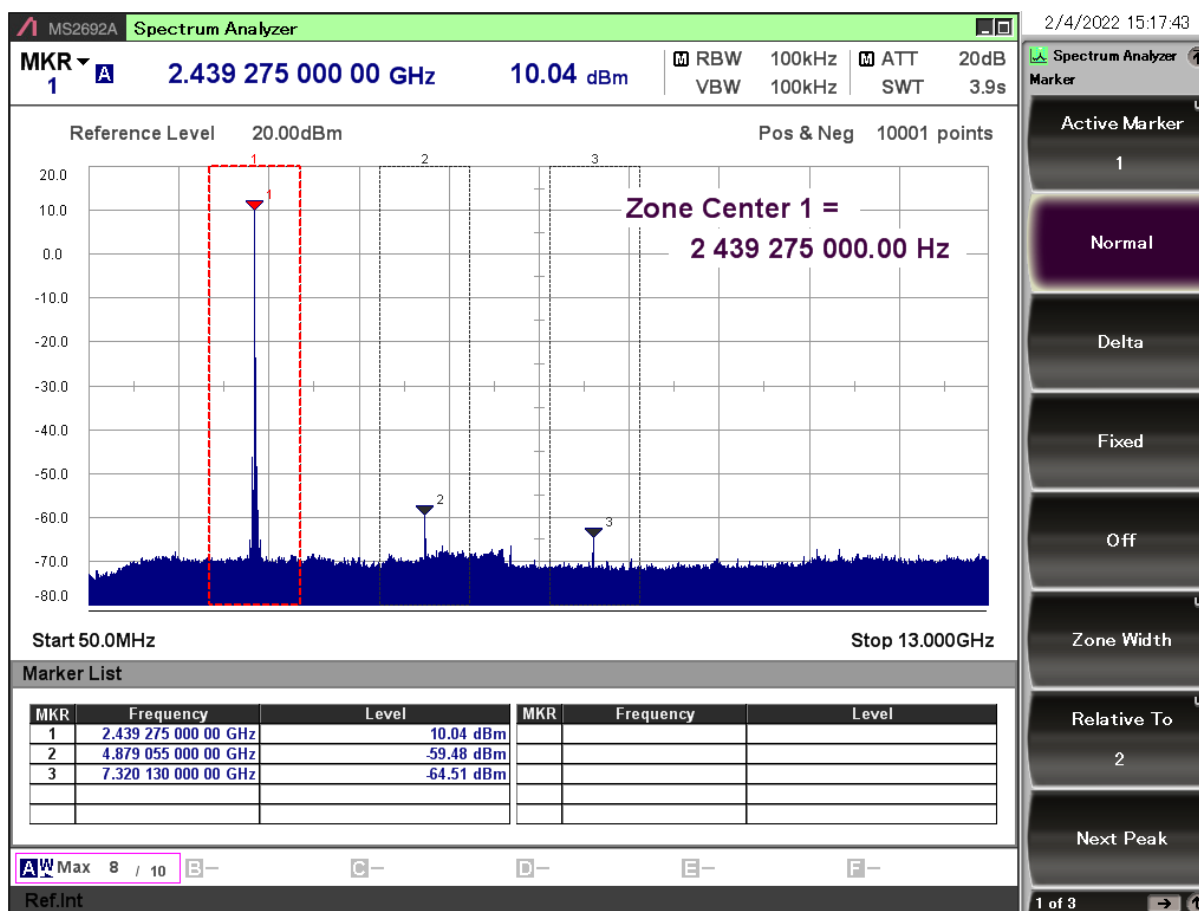 MS2692A Spectrum Analyzer
2/4/2022 15:17:43
MKR 1 A 2.439 275 000 00 GHz 10.04 dBm
M RBW 100kHz M ATT 20dB
VBW 100kHz SWT 3.9s
Reference Level 20.00dBm Pos & Neg 10001 points
1 2 3
20.0
10.0
0.0
-10.0
-20.0
-30.0
-40.0
-50.0
-60.0
-70.0
-80.0
1
2
3
Zone Center 1 =
2 439 275 000.00 Hz
Start 50.0MHz Stop 13.000GHz
Marker List
MKR Frequency Level MKR Frequency Level
1 2.439 275 000 00 GHz 10.04 dBm
2 4.879 055 000 00 GHz -59.48 dBm
3 7.320 130 000 00 GHz -64.51 dBm
A W Max 8 / 10 B C D E F
Ref.Int
Spectrum Analyzer
Marker
Active Marker
1
Normal
Delta
Fixed
Off
Zone Width
Relative To
2
Next Peak
1 of 3